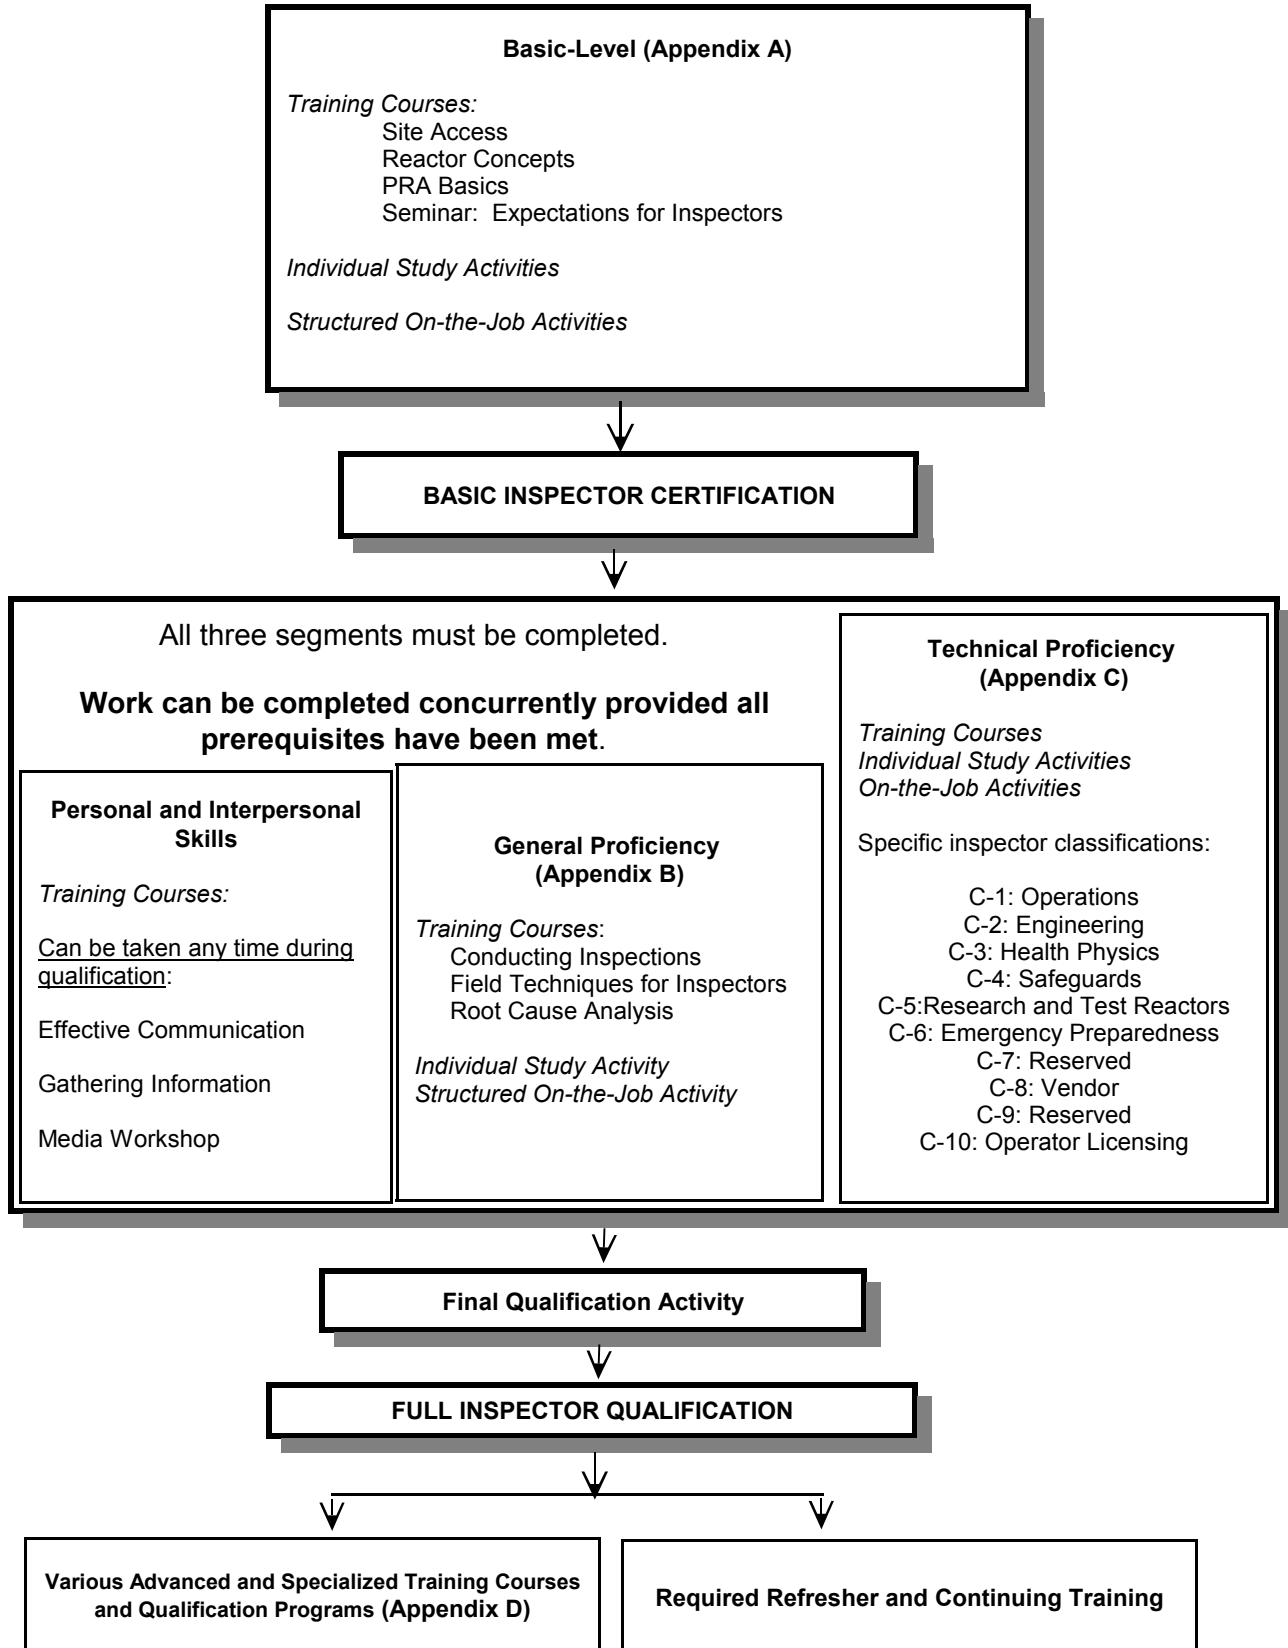 Basic-Level (Appendix A)
Training Courses:
Site Access
Reactor Concepts
PRA Basics
Seminar:  Expectations for Inspectors
Individual Study Activities
Structured On-the-Job Activities
BASIC INSPECTOR CERTIFICATION
All three segments must be completed.
Work can be completed concurrently provided all
prerequisites have been met.
Personal and Interpersonal
Skills
Training Courses:
Can be taken any time during
qualification:
Effective Communication
Gathering Information
Media Workshop
General Proficiency
(Appendix B)
Training Courses:
Conducting Inspections
Field Techniques for Inspectors
Root Cause Analysis
Individual Study Activity
Structured On-the-Job Activity
Technical Proficiency
(Appendix C)
Training Courses
Individual Study Activities
On-the-Job Activities
Specific inspector classifications:
C-1: Operations
C-2: Engineering
C-3: Health Physics
C-4: Safeguards
C-5:Research and Test Reactors
C-6: Emergency Preparedness
C-7: Reserved
C-8: Vendor
C-9: Reserved
C-10: Operator Licensing
Final Qualification Activity
FULL INSPECTOR QUALIFICATION
Various Advanced and Specialized Training Courses
and Qualification Programs (Appendix D)
Required Refresher and Continuing Training